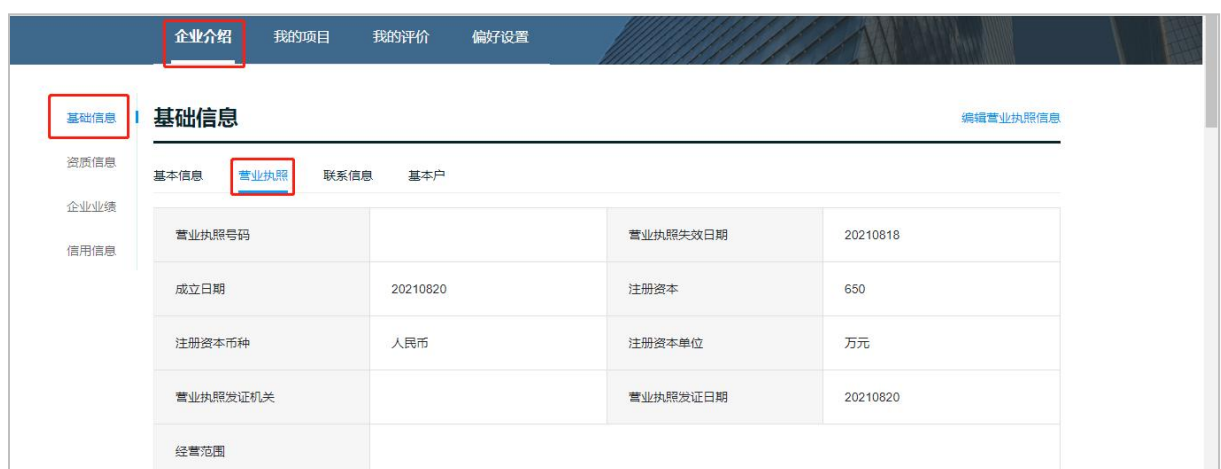 企业介绍 我的项目 我的评价 偏好设置
基础信息 基础信息 编辑营业执照信息
资质信息 基本信息 营业执照 联系信息 基本户
企业业绩
营业执照号码 营业执照失效日期 20210818
信用信息
成立日期 20210820 注册资本 650
注册资本币种 人民币 注册资本单位 万元
营业执照发证机关 营业执照发证日期 20210820
经营范围